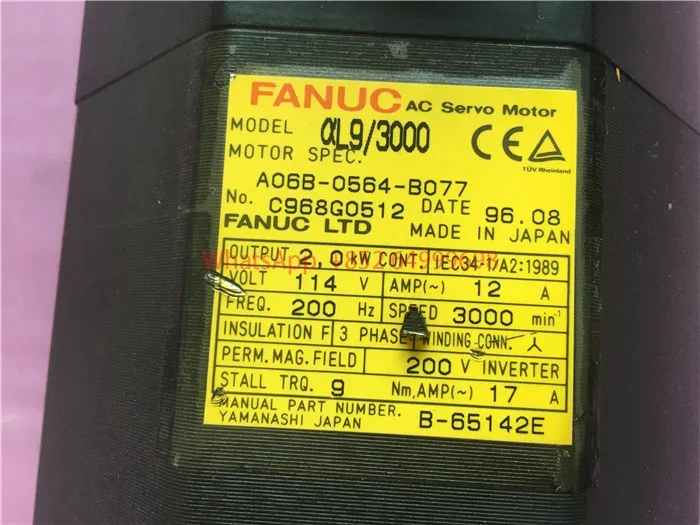 FANUC AC Servo Motor
MODEL αL9/3000
CE TÜV Rheinland
MOTOR SPEC.
A06B-0564-B077
No. C968G0512 DATE 96.08
FANUC LTD MADE IN JAPAN
OUTPUT 2.0 KW CONT. IEC34-1/A2:1989
VOLT 114 V AMP(~) 12 A
FREQ. 200 Hz SPEED 3000 min⁻¹
INSULATION F 3 PHASE WINDING CONN.
PERM. MAG. FIELD 200 V INVERTER
STALL TRQ. 9 Nm, AMP(~) 17 A
MANUAL PART NUMBER. B-65142E
YAMANASHI JAPAN
WhatsApp